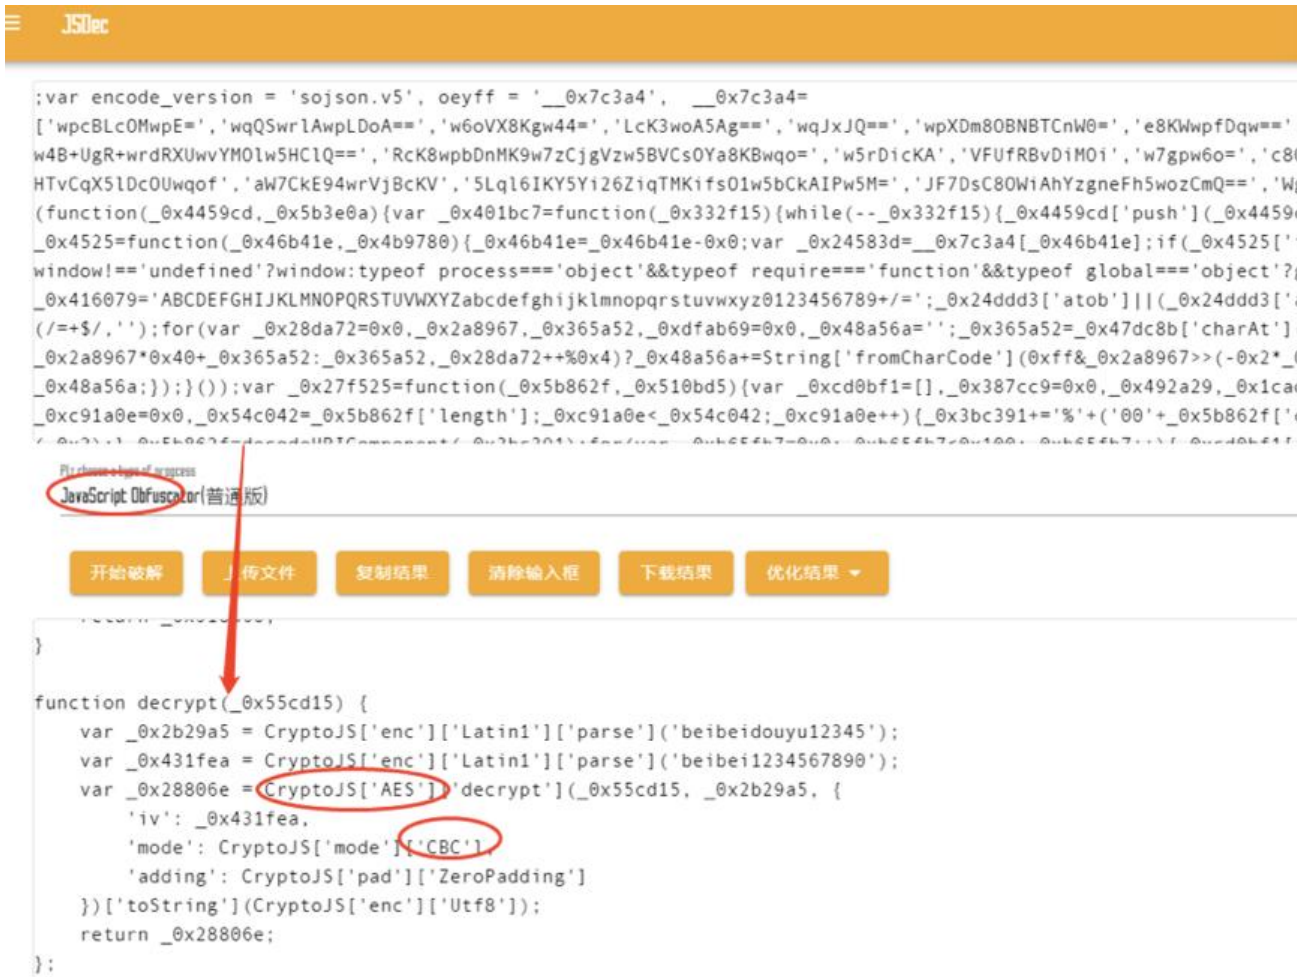 JSDec
;var encode_version = 'sojson.v5', oeyff = '__0x7c3a4',  __0x7c3a4=
['wpcBLcOMwpE=','wqQSwrlAwpLDoA==','w6oVX8Kgw44=','LcK3woA5Ag==','wqJxJQ==','wpXDm8OBNBTCnW0=','e8KWwpfDqw=='
w4B+UgR+wrdRXUwvYMOlw5HClQ==','RcK8wpbDnMK9w7zCjgVzw5BVCsOYa8KBwqo=','w5rDicKA','VFUfRBvDiMOi','w7gpw6o=','c80
HTvCqX5lDcOUwqof','aW7CkE94wrVjBcKV','5Lql6IKY5Yi26ZiqTMKifsO1w5bCkAIPw5M=','JF7DsC8OWiAhYzgneFh5wozCmQ==','Wg
(function(_0x4459cd,_0x5b3e0a){var _0x401bc7=function(_0x332f15){while(--_0x332f15){_0x4459cd['push'](_0x4459
_0x4525=function(_0x46b41e,_0x4b9780){_0x46b41e=_0x46b41e-0x0;var _0x24583d=__0x7c3a4[_0x46b41e];if(_0x4525['
window!=='undefined'?window:typeof process==='object'&&typeof require==='function'&&typeof global==='object'?g
_0x416079='ABCDEFGHIJKLMNOPQRSTUVWXYZabcdefghijklmnopqrstuvwxyz0123456789+/=';_0x24ddd3['atob']||(_0x24ddd3['a
(/=+$/,'');for(var _0x28da72=0x0,_0x2a8967,_0x365a52,_0xdfab69=0x0,_0x48a56a='';_0x365a52=_0x47dc8b['charAt']
_0x2a8967*0x40+_0x365a52:_0x365a52,_0x28da72++%0x4)?_0x48a56a+=String['fromCharCode'](0xff&_0x2a8967>>(-0x2*_
_0x48a56a;});}());var _0x27f525=function(_0x5b862f,_0x510bd5){var _0xcd0bf1=[],_0x387cc9=0x0,_0x492a29,_0x1ca
_0xc91a0e=0x0,_0x54c042=_0x5b862f['length'];_0xc91a0e<_0x54c042;_0xc91a0e++){_0x3bc391+='%'+('00'+_0x5b862f['
Plz choose a type of process
JavaScript Obfuscator(普通版)
开始破解 上传文件 复制结果 清除输入框 下载结果 优化结果
}
function decrypt(_0x55cd15) {
var _0x2b29a5 = CryptoJS['enc']['Latin1']['parse']('beibeidouyu12345');
var _0x431fea = CryptoJS['enc']['Latin1']['parse']('beibei1234567890');
var _0x28806e = CryptoJS['AES']['decrypt'](_0x55cd15, _0x2b29a5, {
'iv': _0x431fea,
'mode': CryptoJS['mode']['CBC'],
'adding': CryptoJS['pad']['ZeroPadding']
})['toString'](CryptoJS['enc']['Utf8']);
return _0x28806e;
};